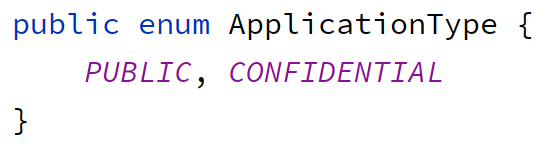 public enum ApplicationType {
    PUBLIC, CONFIDENTIAL
}